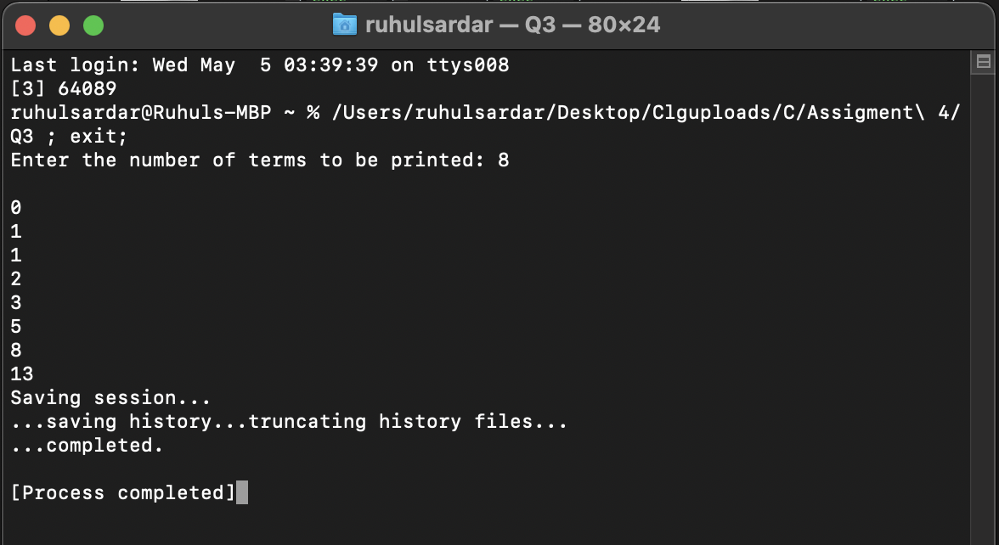 ruhulsardar — Q3 — 80×24
Last login: Wed May  5 03:39:39 on ttys008
[3] 64089
ruhulsardar@Ruhuls-MBP ~ % /Users/ruhulsardar/Desktop/Clguploads/C/Assigment\ 4/
Q3 ; exit;
Enter the number of terms to be printed: 8
0
1
1
2
3
5
8
13
Saving session...
...saving history...truncating history files...
...completed.
[Process completed]